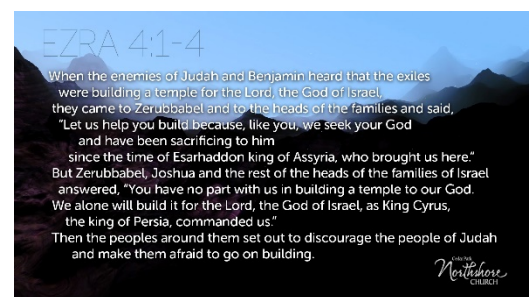 EZRA 4:1-4
When the enemies of Judah and Benjamin heard that the exiles
were building a temple for the Lord, the God of Israel,
they came to Zerubbabel and to the heads of the families and said,
“Let us help you build because, like you, we seek your God
and have been sacrificing to him
since the time of Esarhaddon king of Assyria, who brought us here.”
But Zerubbabel, Joshua and the rest of the heads of the families of Israel
answered, “You have no part with us in building a temple to our God.
We alone will build it for the Lord, the God of Israel, as King Cyrus,
the king of Persia, commanded us.”
Then the peoples around them set out to discourage the people of Judah
and make them afraid to go on building.
Cedar Park
Northshore
CHURCH